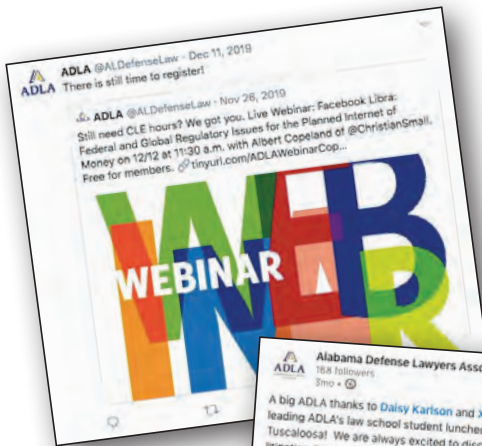 ADLA
ADLA @ALDefenseLaw · Dec 11, 2019
There is still time to register!
ADLA @ALDefenseLaw · Nov 26, 2019
Still need CLE hours? We got you. Live Webinar: Facebook Libra:
Federal and Global Regulatory Issues for the Planned Internet of
Money on 12/12 at 11:30 a.m. with Albert Copeland of @ChristianSmall.
Free for members. tinyurl.com/ADLAWebinarCop...
WEBINAR
WEB
ADLA
Alabama Defense Lawyers
168 followers
3mo
A big ADLA thanks to Daisy Karlson and
leading ADLA's law school student
Tuscaloosa! We are always excited to